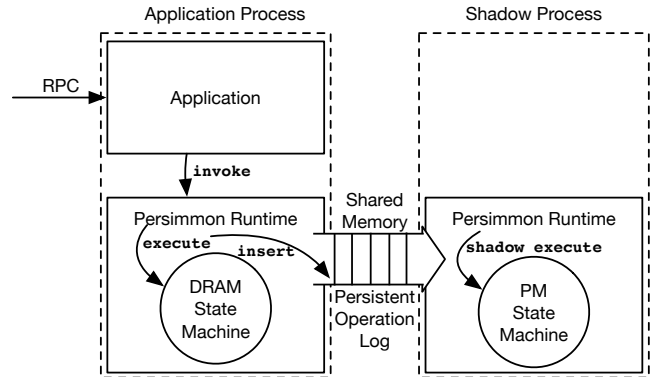 Application Process
Shadow Process
RPC
Application
invoke
Persimmon Runtime
execute
insert
DRAM
State
Machine
Shared
Memory
Persistent
Operation
Log
Persimmon Runtime
shadow execute
PM
State
Machine